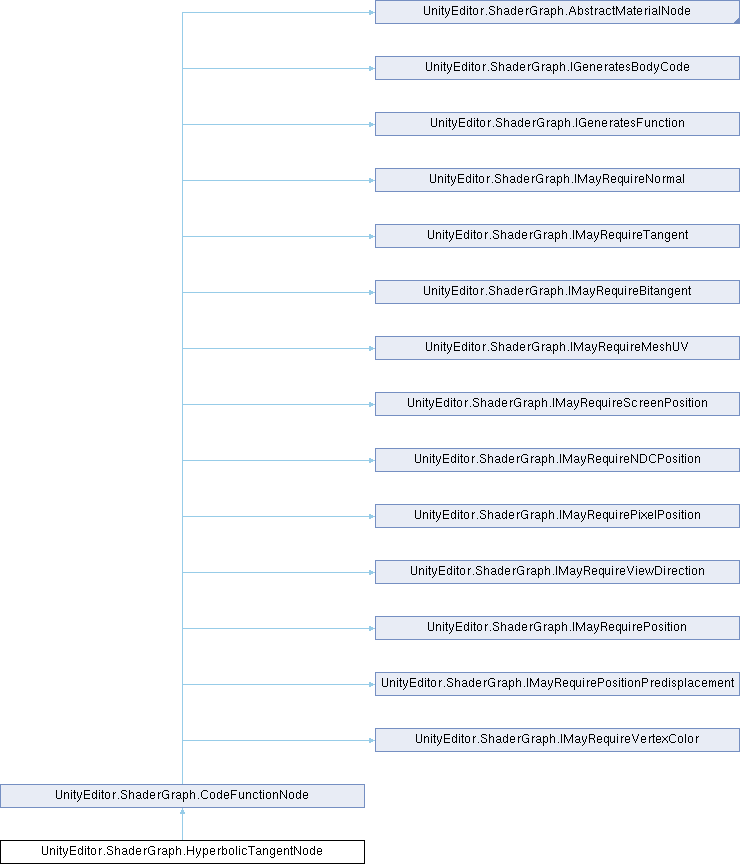 UnityEditor.ShaderGraph.AbstractMaterialNode
UnityEditor.ShaderGraph.IGeneratesBodyCode
UnityEditor.ShaderGraph.IGeneratesFunction
UnityEditor.ShaderGraph.IMayRequireNormal
UnityEditor.ShaderGraph.IMayRequireTangent
UnityEditor.ShaderGraph.IMayRequireBitangent
UnityEditor.ShaderGraph.IMayRequireMeshUV
UnityEditor.ShaderGraph.IMayRequireScreenPosition
UnityEditor.ShaderGraph.IMayRequireNDCPosition
UnityEditor.ShaderGraph.IMayRequirePixelPosition
UnityEditor.ShaderGraph.IMayRequireViewDirection
UnityEditor.ShaderGraph.IMayRequirePosition
UnityEditor.ShaderGraph.IMayRequirePositionPredisplacement
UnityEditor.ShaderGraph.IMayRequireVertexColor
UnityEditor.ShaderGraph.CodeFunctionNode
UnityEditor.ShaderGraph.HyperbolicTangentNode